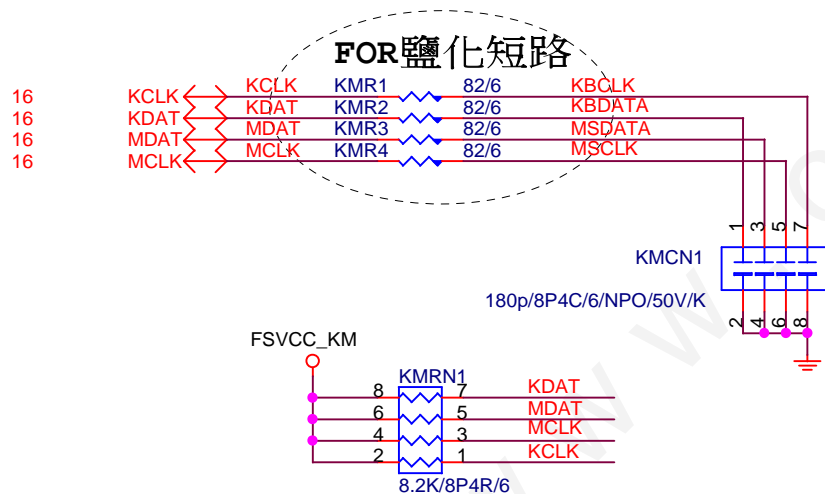 FOR鹽化短路
16 KCLK KCLK KMR1 82/6 KBCLK
16 KDAT KDAT KMR2 82/6 KBDATA
16 MDAT MDAT KMR3 82/6 MSDATA
16 MCLK MCLK KMR4 82/6 MSCLK
1 3 5 7
KMCN1
180p/8P4C/6/NPO/50V/K
2 4 6 8
FSVCC_KM
KMRN1
8 7 KDAT
6 5 MDAT
4 3 MCLK
2 1 KCLK
8.2K/8P4R/6